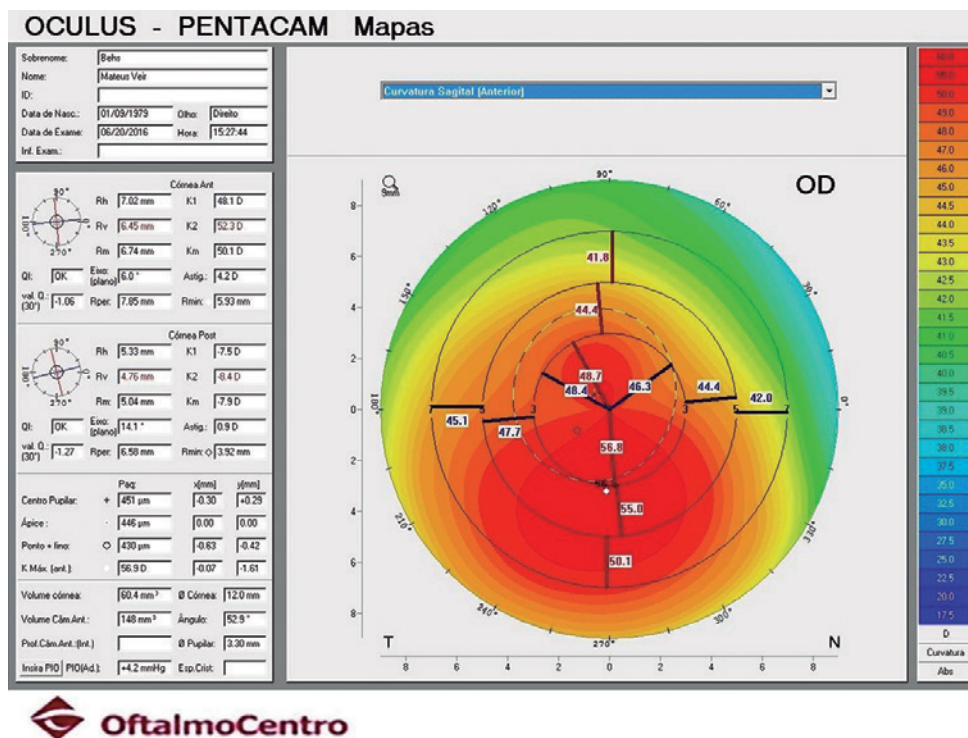 OCULUS - PENTACAM Mapas
Sobrenome: Behs
Nome: Mateus Veir
ID:
Data de Nasc.: 01/09/1979 Olho: Direito
Data de Exame: 06/20/2016 Hora: 15:27:44
Inf. Exam.:
Córnea Ant
90°
180°
0°
270°
Rh 7.02 mm K1 48.1 D
Rv 6.45 mm K2 52.3 D
Rm 6.74 mm Km 50.1 D
QI: OK Eixo: (plano) 6.0° Astig.: 4.2 D
val. Q.: (30°) -1.06 Rper: 7.85 mm Rmin: 5.93 mm
Córnea Post
90°
180°
0°
270°
Rh 5.33 mm K1 -7.5 D
Rv 4.76 mm K2 -8.4 D
Rm: 5.04 mm Km -7.9 D
QI: OK Eixo: (plano) 14.1° Astig.: 0.9 D
val. Q.: (30°) -1.27 Rper: 6.58 mm Rmin: 3.92 mm
Paq: x[mm] y[mm]
Centro Pupilar: + 451 µm -0.30 +0.29
Ápice : 446 µm 0.00 0.00
Ponto + fino: 430 µm -0.63 -0.42
K Máx. (ant.): 56.9 D -0.07 -1.61
Volume córnea: 60.4 mm³ Ø Córnea: 12.0 mm
Volume Câm.Ant.: 148 mm³ Ângulo: 52.9°
Prof.Câm.Ant.:(Int.) Ø Pupilar: 3.30 mm
Insira PIO PIO(Ad.): +4.2 mmHg Esp.Crist:
Curvatura Sagital (Anterior)
9mm
OD
90°
120°
60°
150°
30°
180°
0°
210°
330°
240°
300°
270°
8
6
4
2
0
2
4
6
8
41.8
44.4
48.7
48.4
46.3
44.4
42.0
45.1
47.7
7
5
3
3
5
7
56.8
55.0
50.1
T
N
8 6 4 2 0 2 4 6 8
60.0
55.0
50.0
49.0
48.0
47.0
46.0
45.0
44.5
44.0
43.5
43.0
42.5
42.0
41.5
41.0
40.5
40.0
39.5
39.0
38.5
38.0
37.5
35.0
32.5
30.0
27.5
25.0
22.5
20.0
17.5
D
Curvatura
Abs
OftalmoCentro